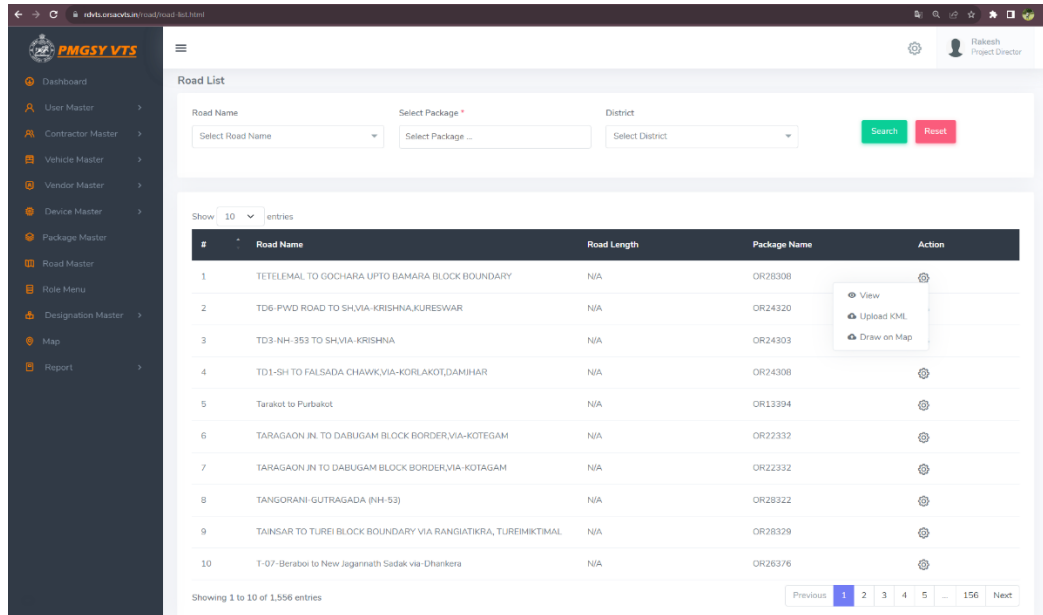 rdvts.orsacvts.in/road/road-list.html
PMGSY VTS
Rakesh
Project Director
Dashboard
User Master
Contractor Master
Vehicle Master
Vendor Master
Device Master
Package Master
Road Master
Role Menu
Designation Master
Map
Report
Road List
Road Name Select Package * District
Select Road Name Select Package ... Select District Search Reset
Show 10 entries
# Road Name Road Length Package Name Action
1 TETELEMAL TO GOCHARA UPTO BAMARA BLOCK BOUNDARY N/A OR28308
View
Upload KML
Draw on Map
2 TD6-PWD ROAD TO SH,VIA-KRISHNA,KURESWAR N/A OR24320
3 TD3-NH-353 TO SH,VIA-KRISHNA N/A OR24303
4 TD1-SH TO FALSADA CHAWK,VIA-KORLAKOT,DAMJHAR N/A OR24308
5 Tarakot to Purbakot N/A OR13394
6 TARAGAON JN. TO DABUGAM BLOCK BORDER,VIA-KOTEGAM N/A OR22332
7 TARAGAON JN TO DABUGAM BLOCK BORDER,VIA-KOTAGAM N/A OR22332
8 TANGORANI-GUTRAGADA (NH-53) N/A OR28322
9 TAINSAR TO TUREI BLOCK BOUNDARY VIA RANGIATIKRA, TUREIMIKTIMAL N/A OR28329
10 T-07-Beraboi to New Jagannath Sadak via-Dhankera N/A OR26376
Showing 1 to 10 of 1,556 entries
Previous 1 2 3 4 5 ... 156 Next